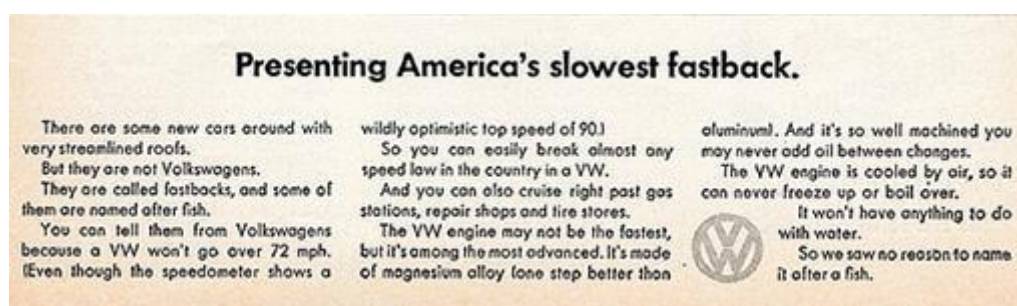 Presenting America's slowest fastback.
There are some new cars around with
very streamlined roofs.
But they are not Volkswagens.
They are called fastbacks, and some of
them are named after fish.
You can tell them from Volkswagens
because a VW won't go over 72 mph.
(Even though the speedometer shows a
wildly optimistic top speed of 90.)
So you can easily break almost any
speed law in the country in a VW.
And you can also cruise right past gas
stations, repair shops and tire stores.
The VW engine may not be the fastest,
but it's among the most advanced. It's made
of magnesium alloy (one step better than
aluminum). And it's so well machined you
may never add oil between changes.
The VW engine is cooled by air, so it
can never freeze up or boil over.
It won't have anything to do
with water.
So we saw no reason to name
it after a fish.
VW